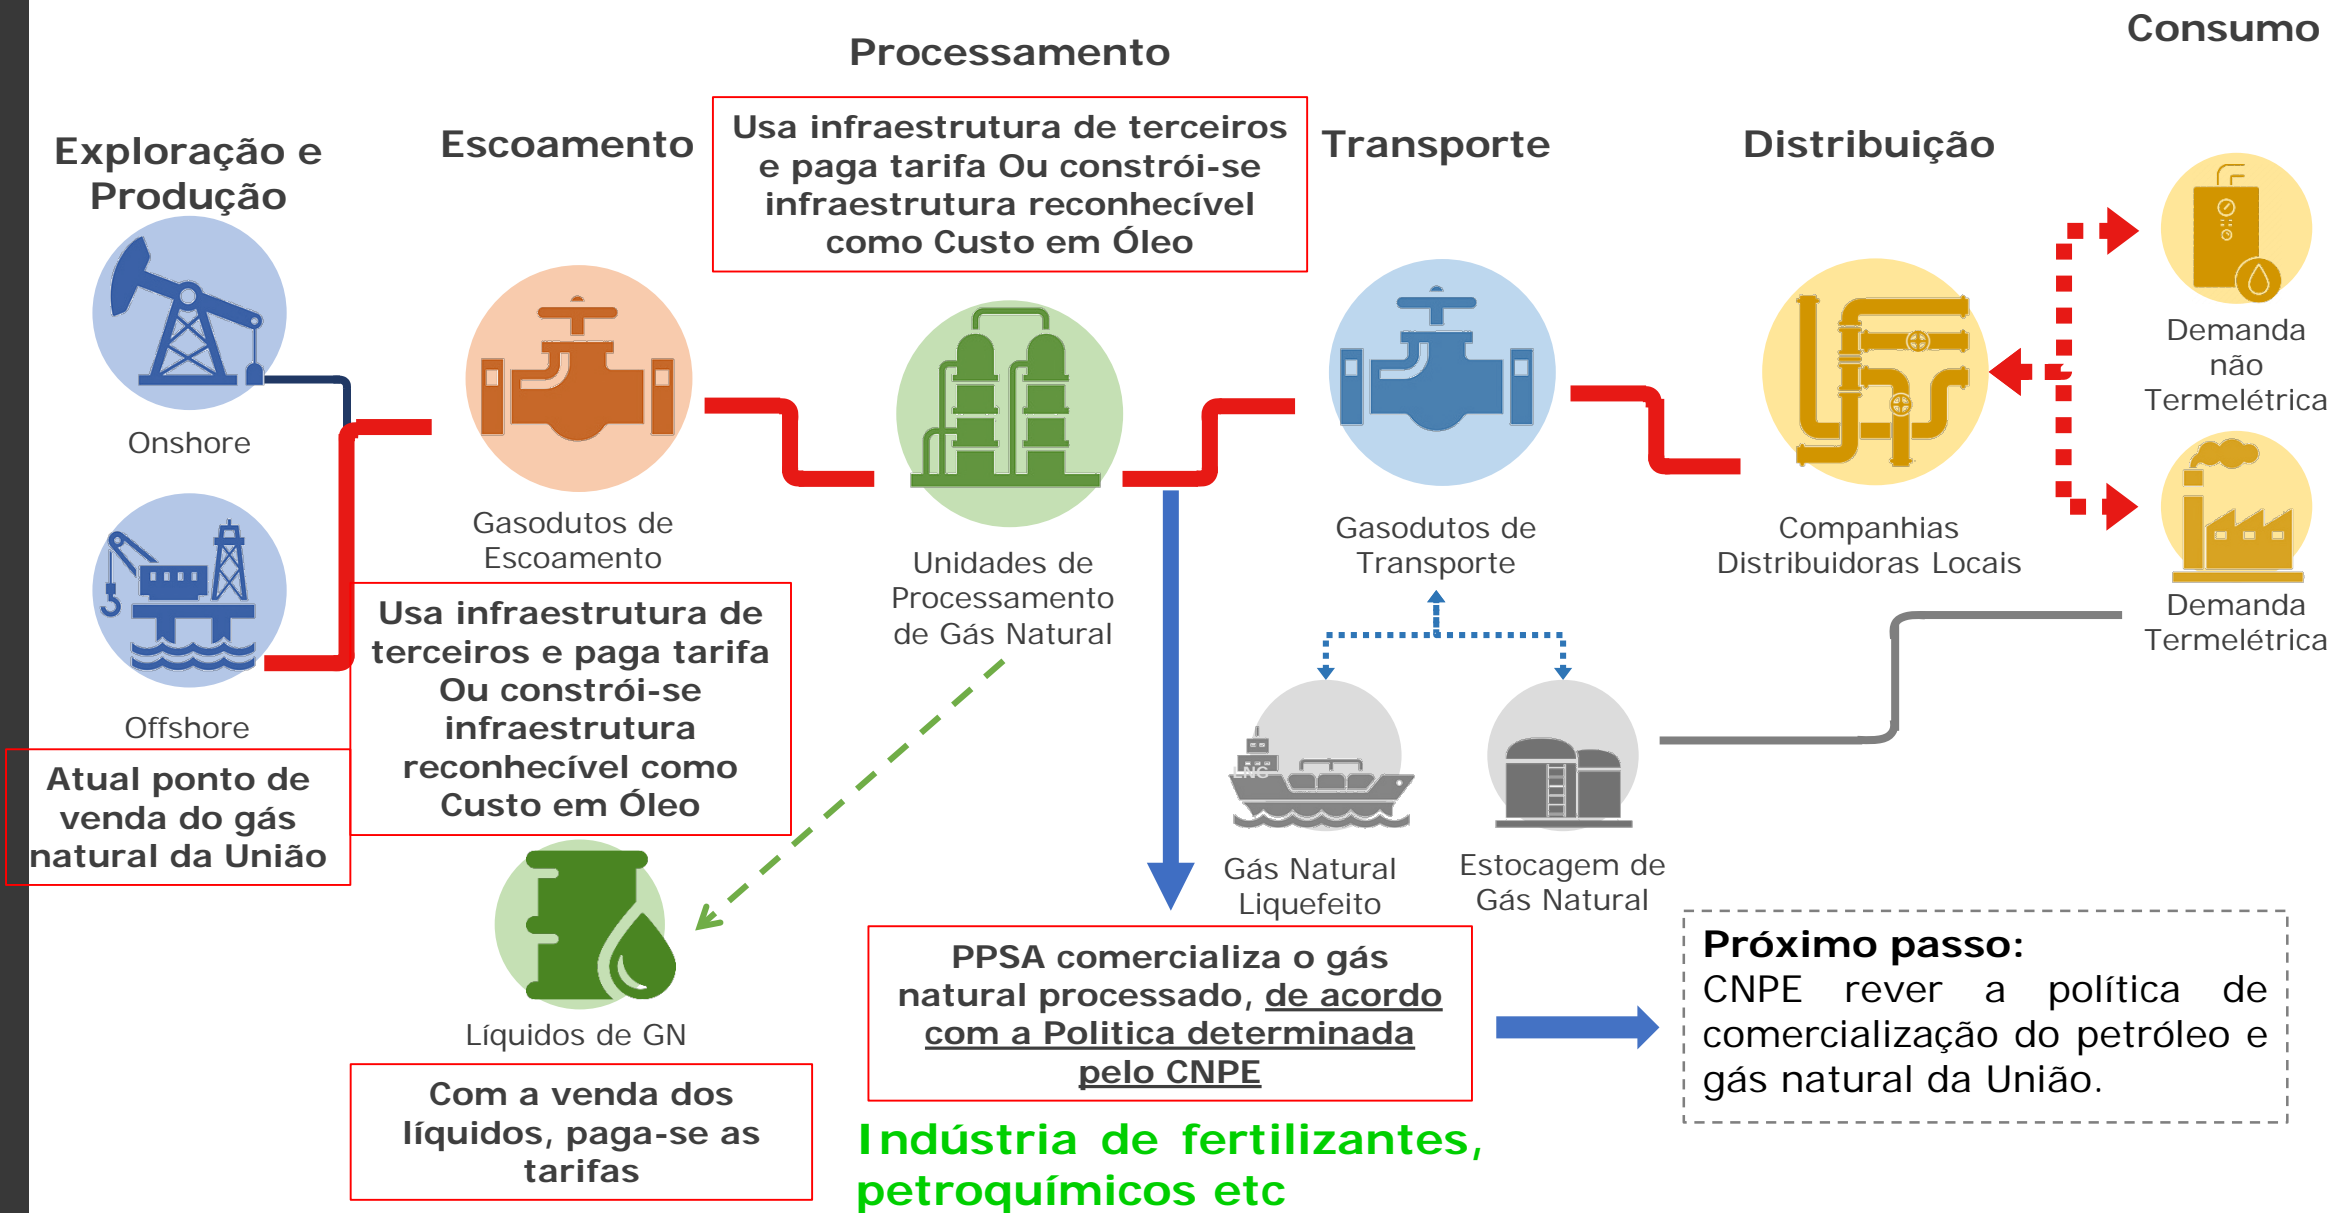 Consumo
Processamento
Usa infraestrutura de terceiros
e paga tarifa Ou constrói-se
infraestrutura reconhecível
como Custo em Óleo
Exploração e
Produção
Escoamento
Transporte
Distribuição
Onshore
Offshore
Atual ponto de
venda do gás
natural da União
Gasodutos de
Escoamento
Usa infraestrutura de
terceiros e paga tarifa
Ou constrói-se
infraestrutura
reconhecível como
Custo em Óleo
Unidades de
Processamento
de Gás Natural
Gasodutos de
Transporte
Companhias
Distribuidoras Locais
Demanda
não
Termelétrica
Demanda
Termelétrica
LNG
Gás Natural
Liquefeito
Estocagem de
Gás Natural
Líquidos de GN
Com a venda dos
líquidos, paga-se as
tarifas
PPSA comercializa o gás
natural processado, de acordo
com a Politica determinada
pelo CNPE
Indústria de fertilizantes,
petroquímicos etc
Próximo passo:
CNPE rever a política de
comercialização do petróleo e
gás natural da União.